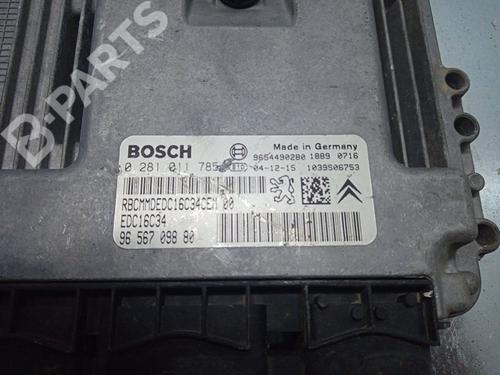 B-PARTS
BOSCH
Made in Germany
0 281 011 785
9654490280 1889 0716
04-12-15 1039S06753
RBCMMDEDC16C34CEM 00
EDC16C34
96 567 098 80